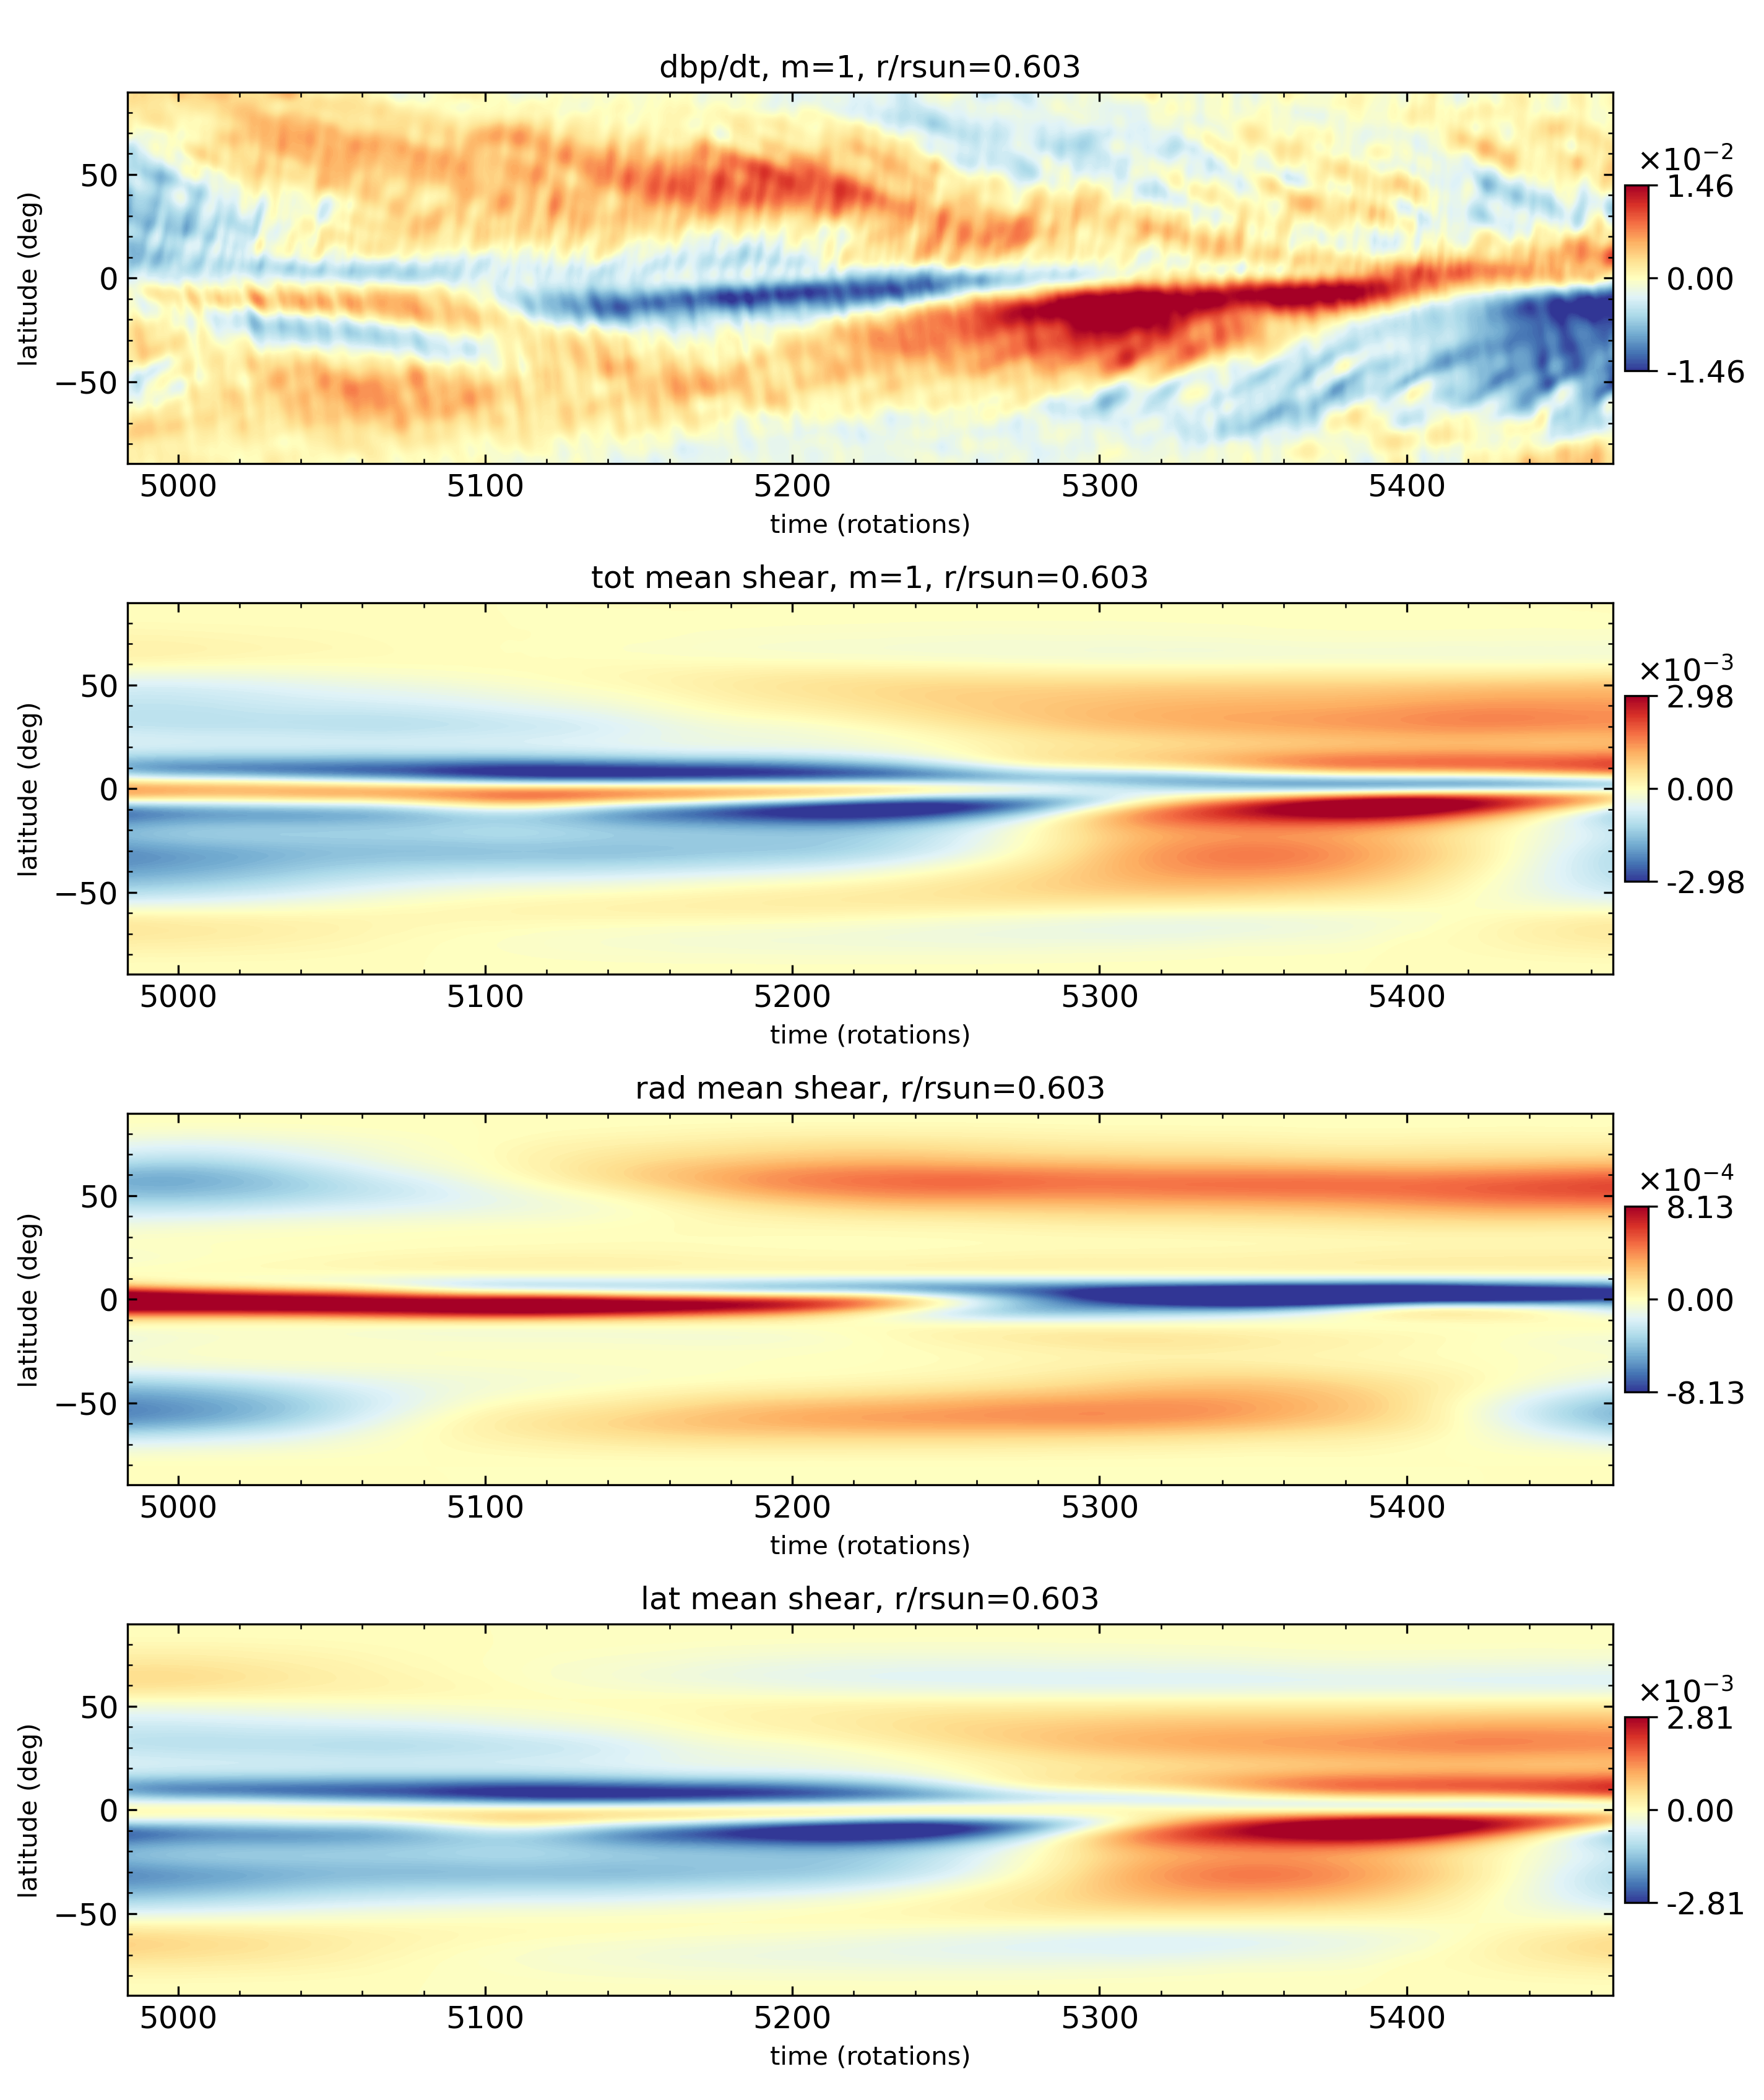 dbp/dt, m=1, r/rsun=0.603
latitude (deg)
50
0
−50
×10⁻²
1.46
0.00
-1.46
5000 5100 5200 5300 5400
time (rotations)
tot mean shear, m=1, r/rsun=0.603
latitude (deg)
50
0
−50
×10⁻³
2.98
0.00
-2.98
5000 5100 5200 5300 5400
time (rotations)
rad mean shear, r/rsun=0.603
latitude (deg)
50
0
−50
×10⁻⁴
8.13
0.00
-8.13
5000 5100 5200 5300 5400
time (rotations)
lat mean shear, r/rsun=0.603
latitude (deg)
50
0
−50
×10⁻³
2.81
0.00
-2.81
5000 5100 5200 5300 5400
time (rotations)